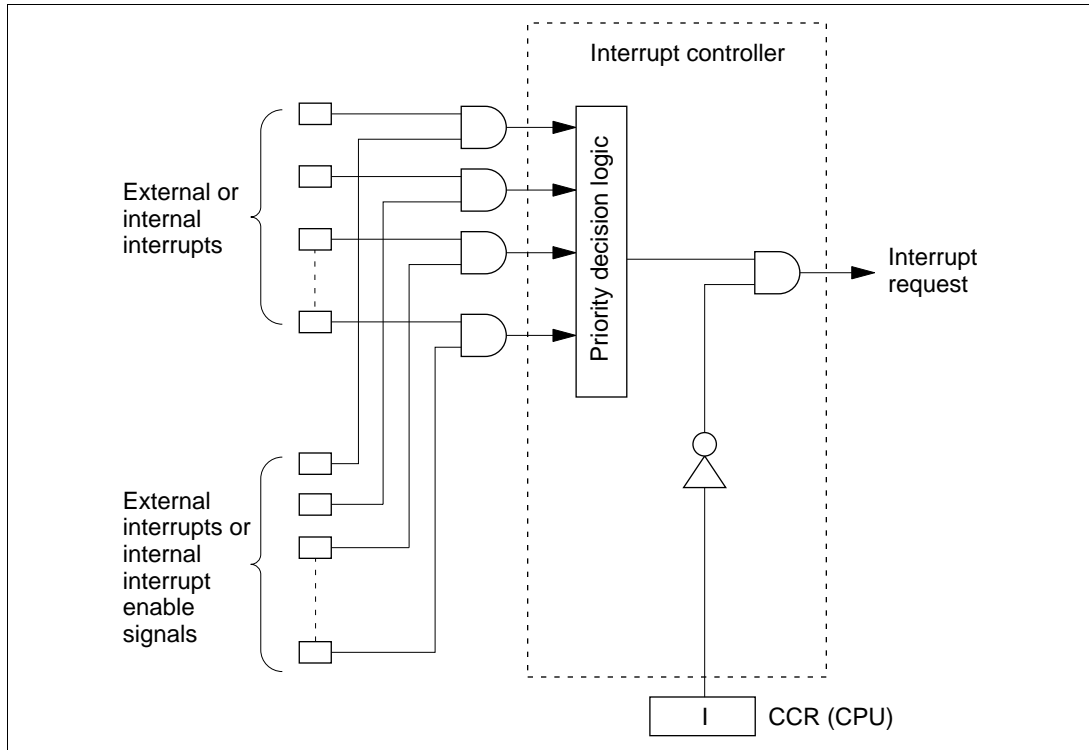 Interrupt controller
External or
internal
interrupts
Priority decision logic
Interrupt
request
External
interrupts or
internal
interrupt
enable
signals
I
CCR (CPU)